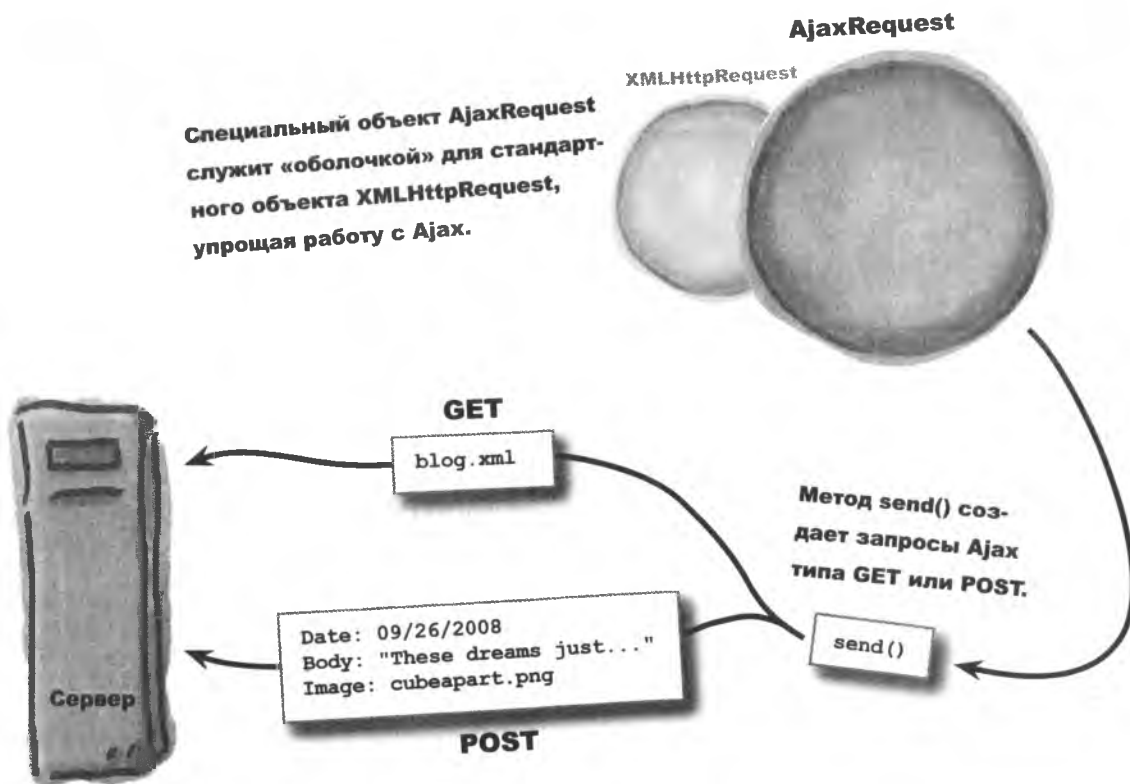 AjaxRequest
XMLHttpRequest
Специальный объект AjaxRequest
служит «оболочкой» для стандарт-
ного объекта XMLHttpRequest,
упрощая работу с Ajax.
GET
blog.xml
Метод send() соз-
дает запросы Ajax
типа GET или POST.
send()
Date: 09/26/2008
Body: "These dreams just..."
Image: cubeapart.png
POST
Сервер